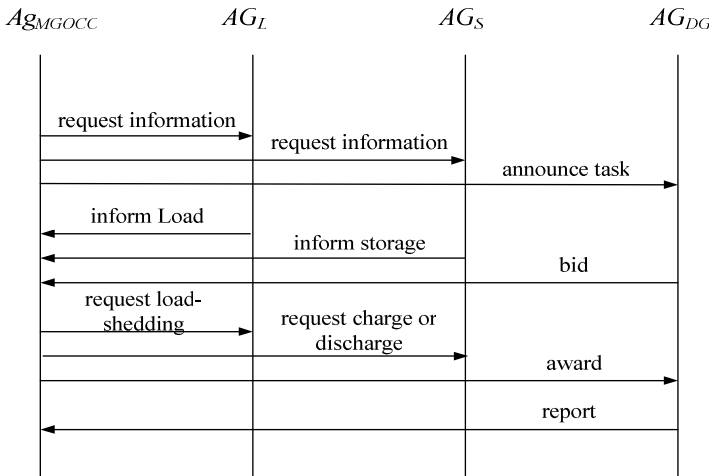 Ag_MGOCC AG_L AG_S AG_DG
request information
request information
announce task
inform Load
inform storage
bid
request load-
shedding
request charge or
discharge
award
report